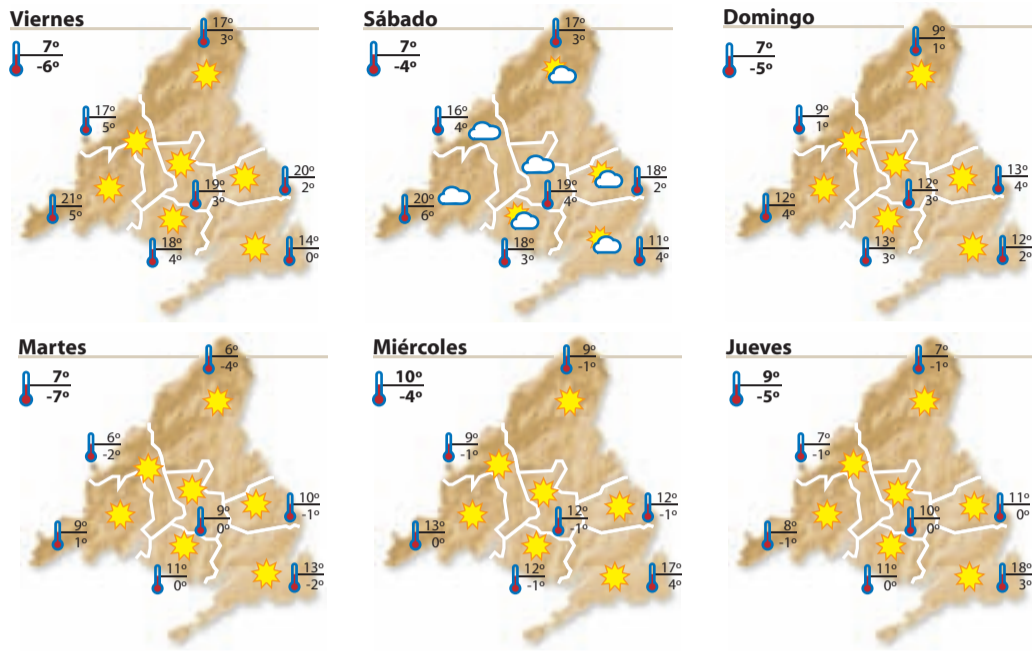 Viernes
7º
-6º
17º
3º
17º
5º
20º
2º
19º
3º
21º
5º
18º
4º
14º
0º
Sábado
7º
-4º
17º
3º
16º
4º
18º
2º
19º
4º
20º
6º
18º
3º
11º
4º
Domingo
7º
-5º
9º
1º
9º
1º
13º
4º
12º
3º
12º
4º
13º
3º
12º
2º
Martes
7º
-7º
6º
-4º
6º
-2º
10º
-1º
9º
0º
9º
1º
11º
0º
13º
-2º
Miércoles
10º
-4º
9º
-1º
9º
-1º
12º
-1º
12º
-1º
13º
0º
12º
-1º
17º
4º
Jueves
9º
-5º
7º
-1º
7º
-1º
11º
0º
10º
0º
8º
-1º
11º
0º
18º
3º